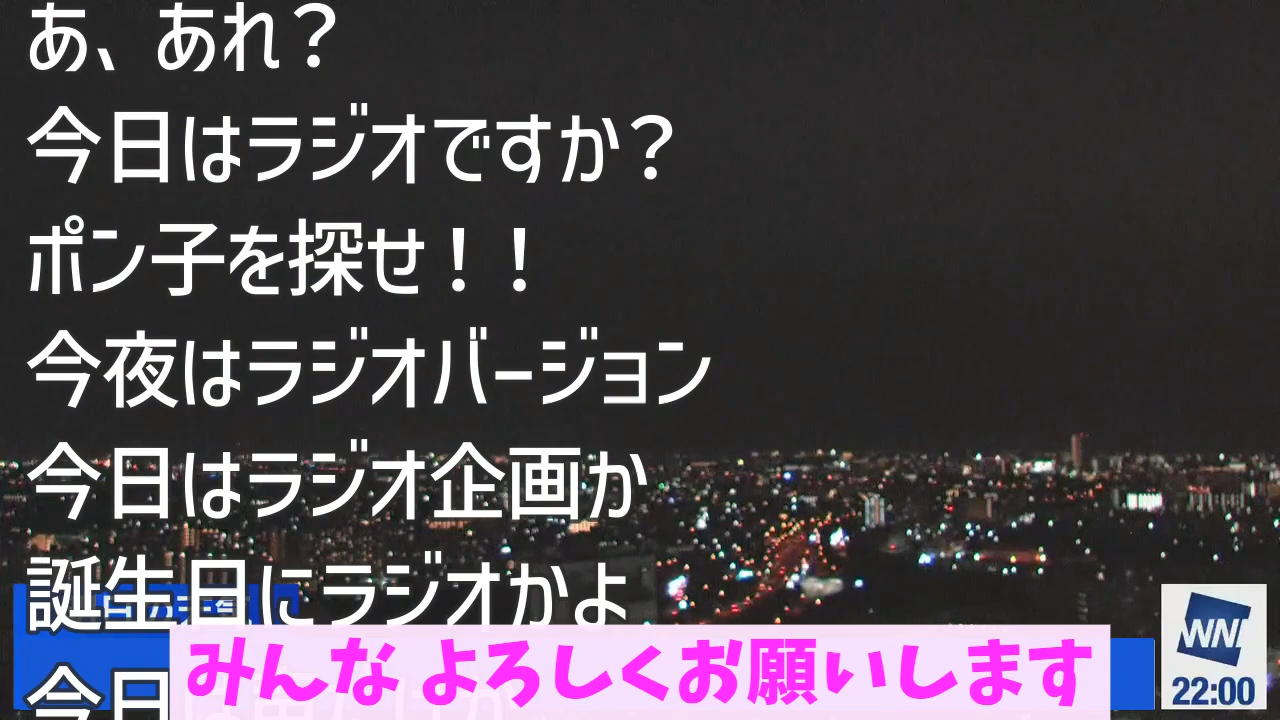 あ、あれ？
今日はラジオですか？
ポン子を探せ！！
今夜はラジオバージョン
今日はラジオ企画か
誕生日にラジオかよ
みんな よろしくお願いします
今日
WNI
22:00